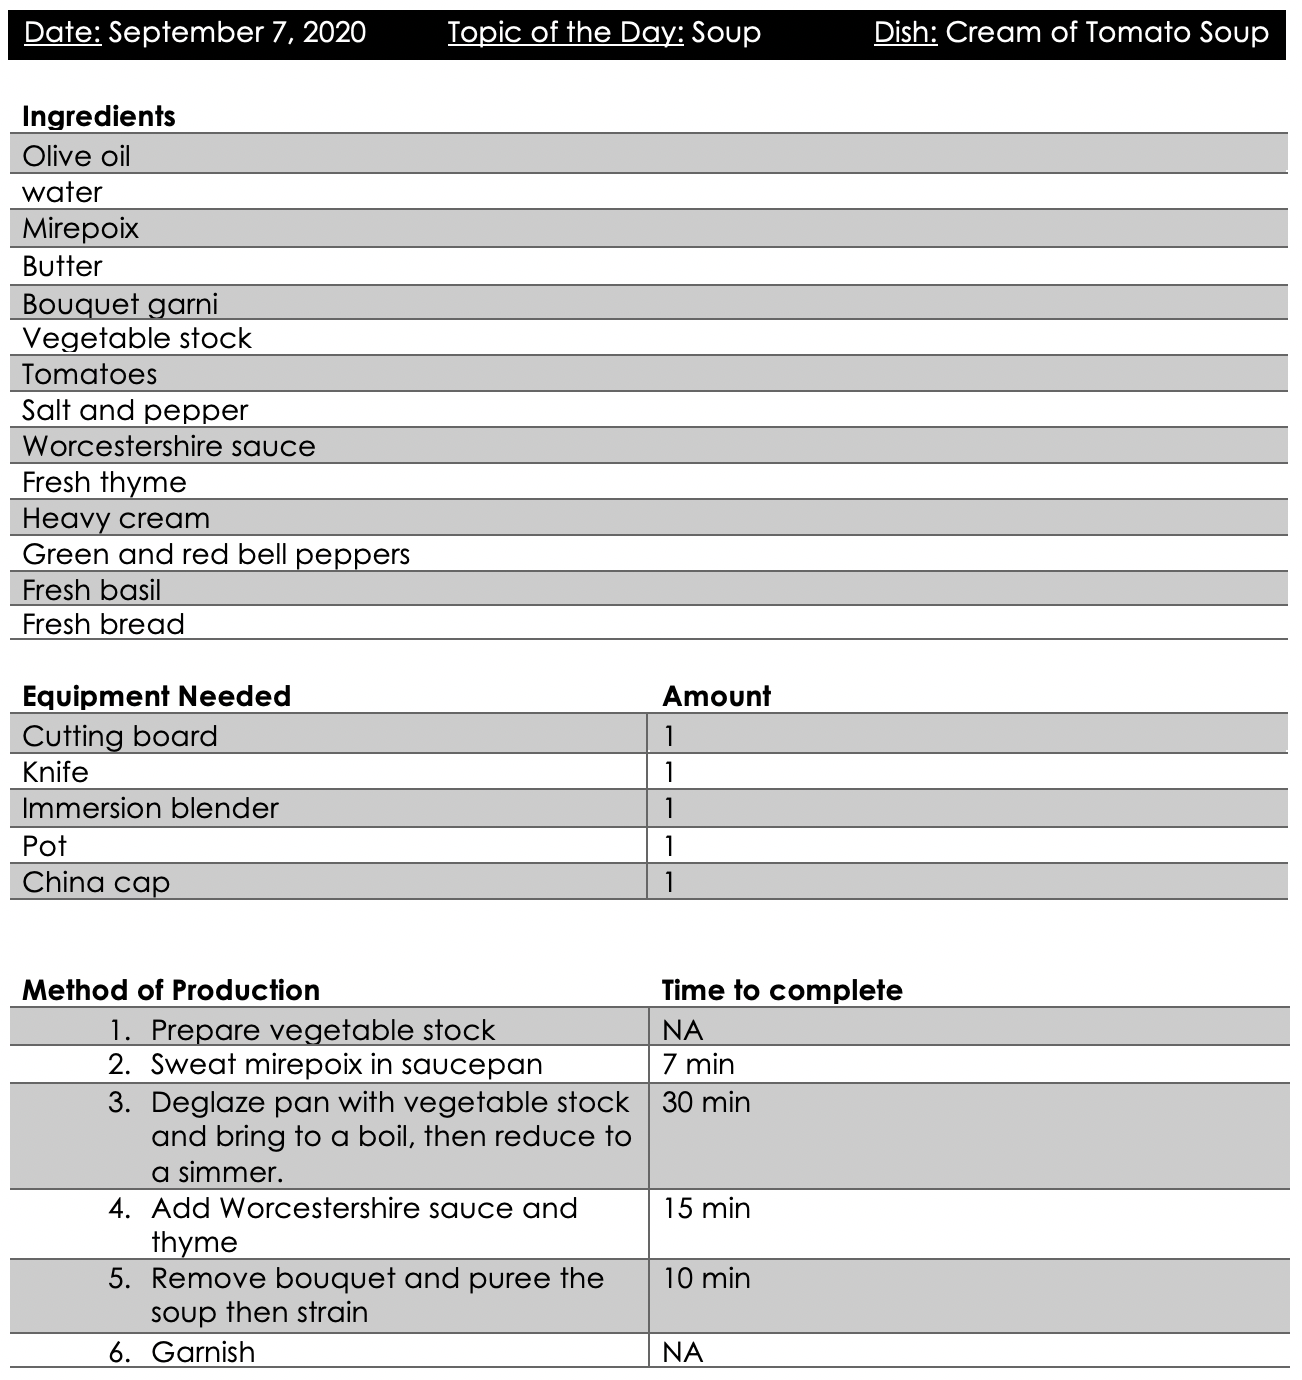 Date: September 7, 2020 Topic of the Day: Soup Dish: Cream of Tomato Soup
Ingredients
Olive oil
water
Mirepoix
Butter
Bouquet garni
Vegetable stock
Tomatoes
Salt and pepper
Worcestershire sauce
Fresh thyme
Heavy cream
Green and red bell peppers
Fresh basil
Fresh bread
Equipment Needed Amount
Cutting board 1
Knife 1
Immersion blender 1
Pot 1
China cap 1
Method of Production Time to complete
1. Prepare vegetable stock NA
2. Sweat mirepoix in saucepan 7 min
3. Deglaze pan with vegetable stock 30 min
and bring to a boil, then reduce to
a simmer.
4. Add Worcestershire sauce and 15 min
thyme
5. Remove bouquet and puree the 10 min
soup then strain
6. Garnish NA